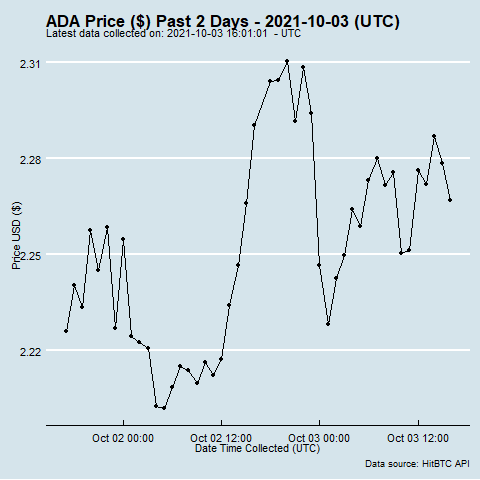 ADA Price ($) Past 2 Days - 2021-10-03 (UTC)
Latest data collected on: 2021-10-03 16:01:01 - UTC
2.31
2.28
2.25
2.22
Price USD ($)
Oct 02 00:00 Oct 02 12:00 Oct 03 00:00 Oct 03 12:00
Date Time Collected (UTC)
Data source: HitBTC API